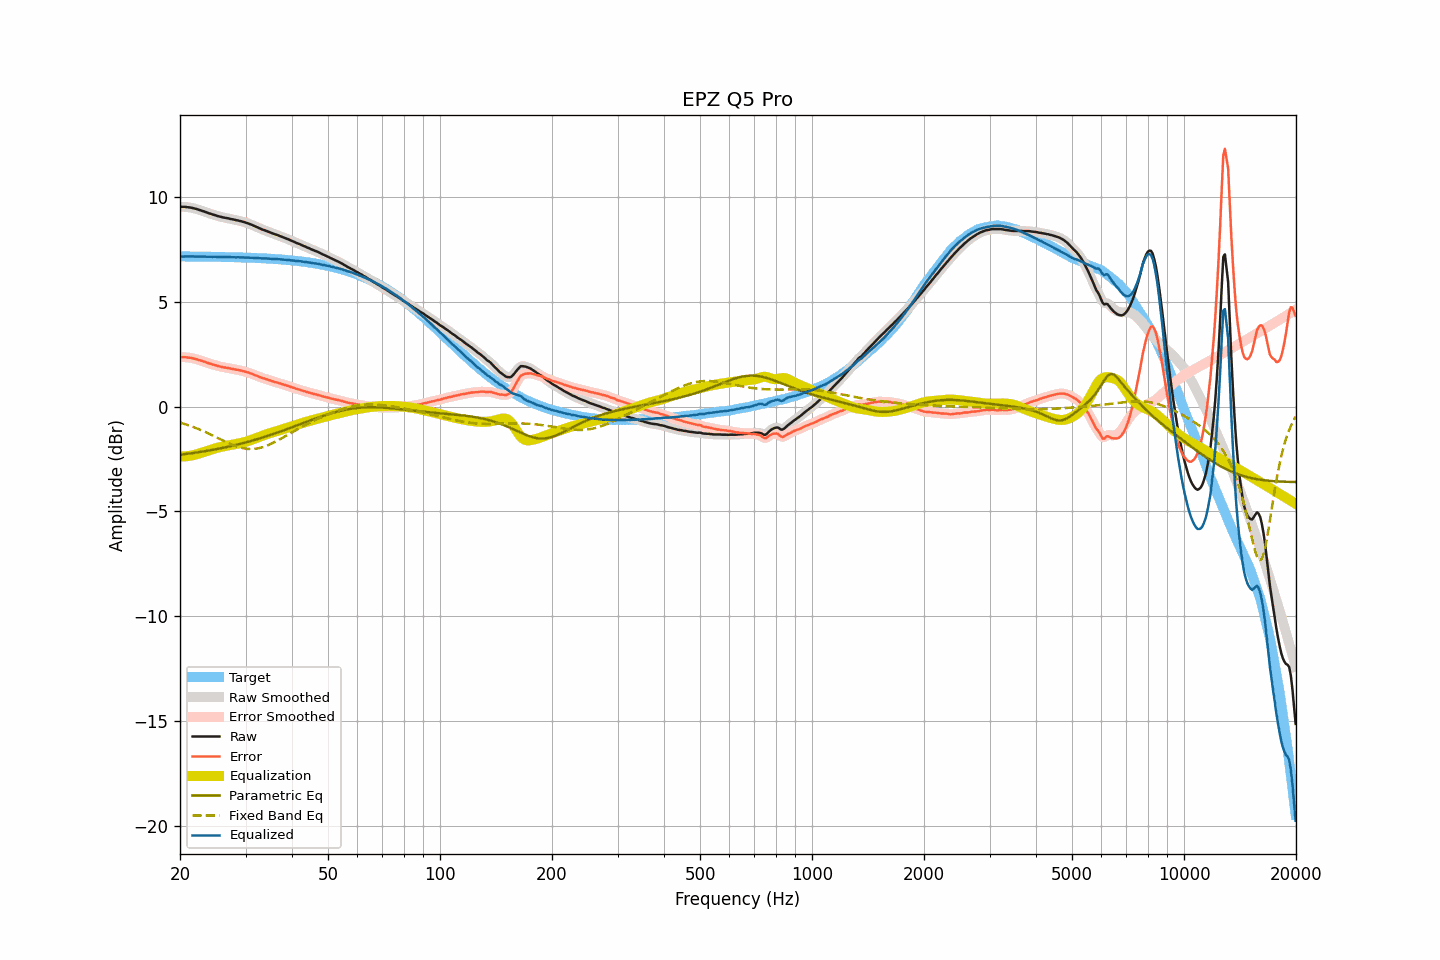 EPZ Q5 Pro
Amplitude (dBr)
10
5
0
−5
−10
−15
−20
Target
Raw Smoothed
Error Smoothed
Raw
Error
Equalization
Parametric Eq
Fixed Band Eq
Equalized
20 50 100 200 500 1000 2000 5000 10000 20000
Frequency (Hz)